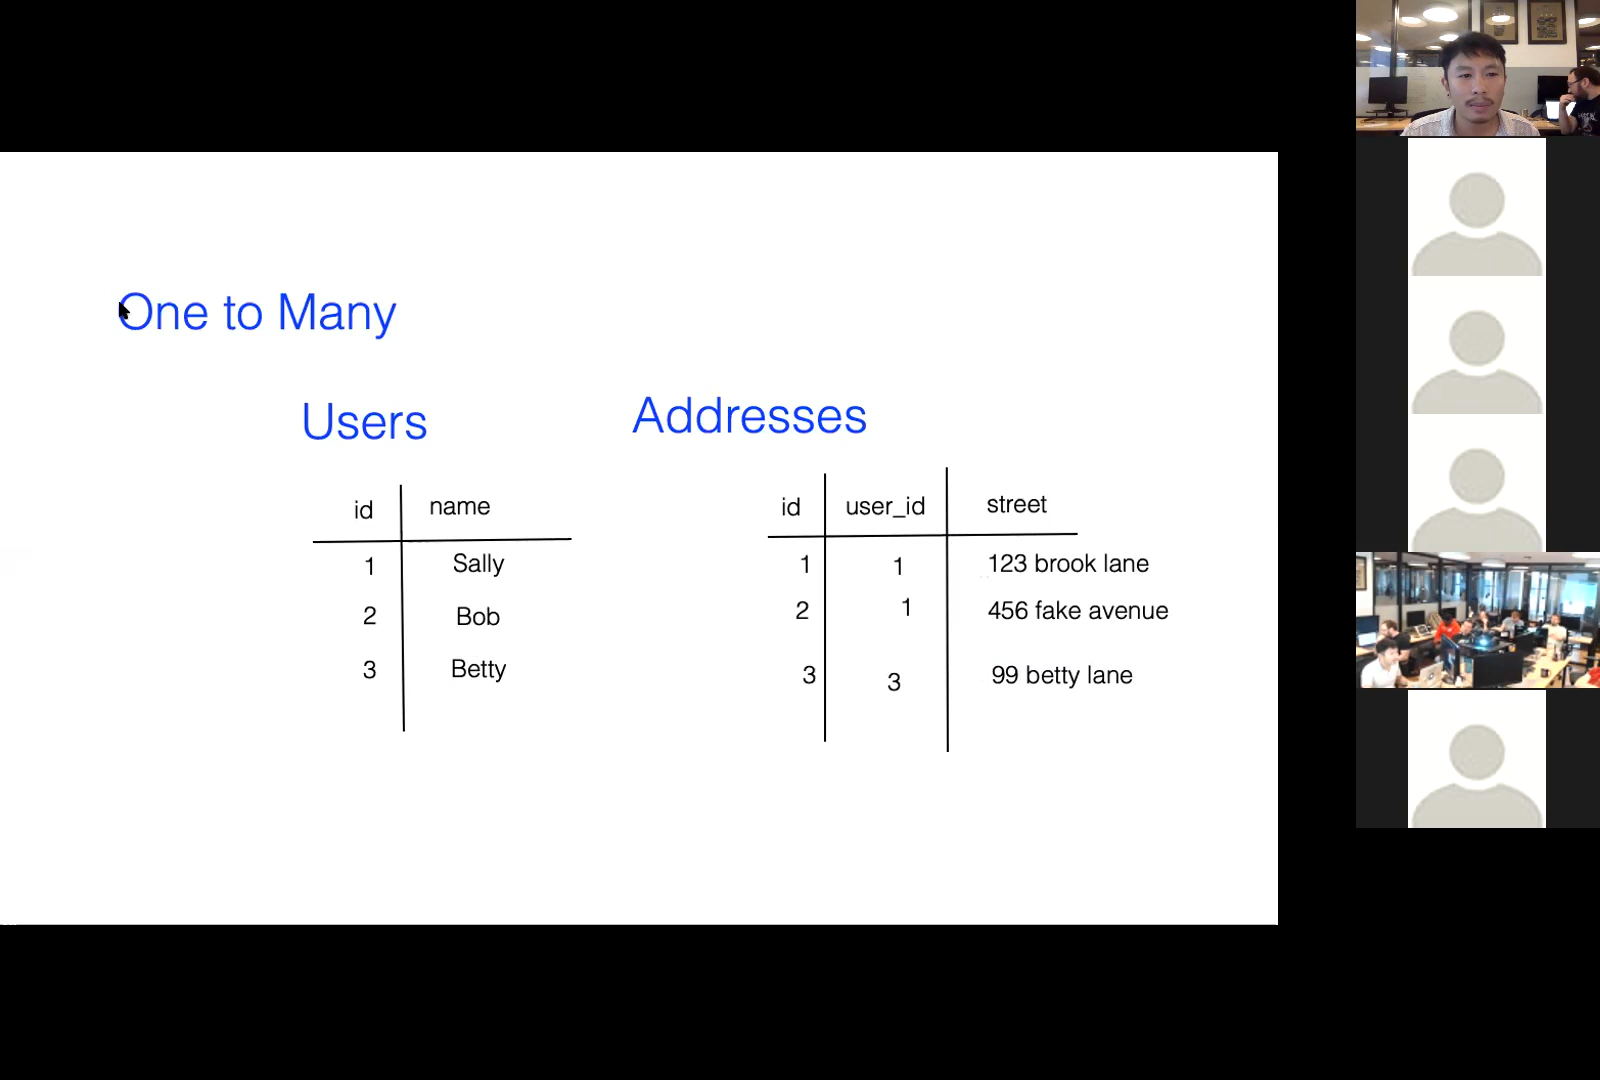 One to Many
Users
Addresses
id name
1 Sally
2 Bob
3 Betty
id user_id street
1 1 123 brook lane
2 1 456 fake avenue
3 3 99 betty lane